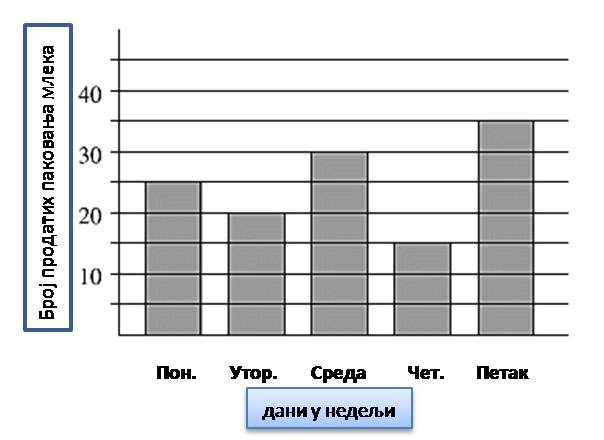 Број продатих паковања млека
40
30
20
10
Пон. Утор. Среда Чет. Петак
дани у недељи